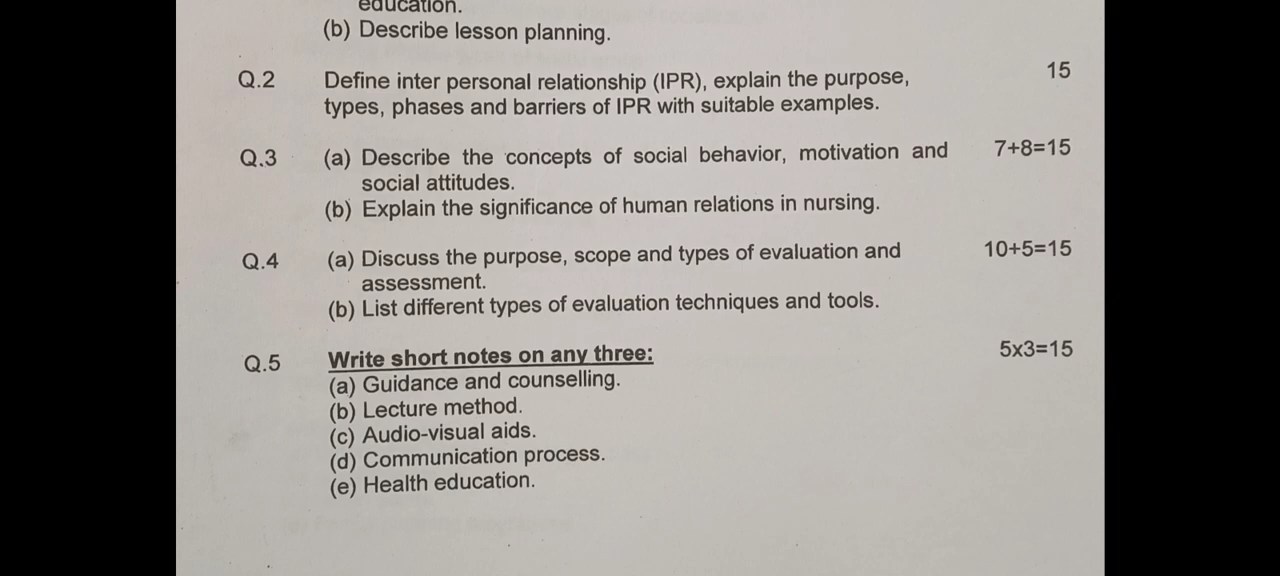 education.
(b) Describe lesson planning.
Q.2 Define inter personal relationship (IPR), explain the purpose, 15
types, phases and barriers of IPR with suitable examples.
Q.3 (a) Describe the concepts of social behavior, motivation and 7+8=15
social attitudes.
(b) Explain the significance of human relations in nursing.
Q.4 (a) Discuss the purpose, scope and types of evaluation and 10+5=15
assessment.
(b) List different types of evaluation techniques and tools.
Q.5 Write short notes on any three: 5x3=15
(a) Guidance and counselling.
(b) Lecture method.
(c) Audio-visual aids.
(d) Communication process.
(e) Health education.